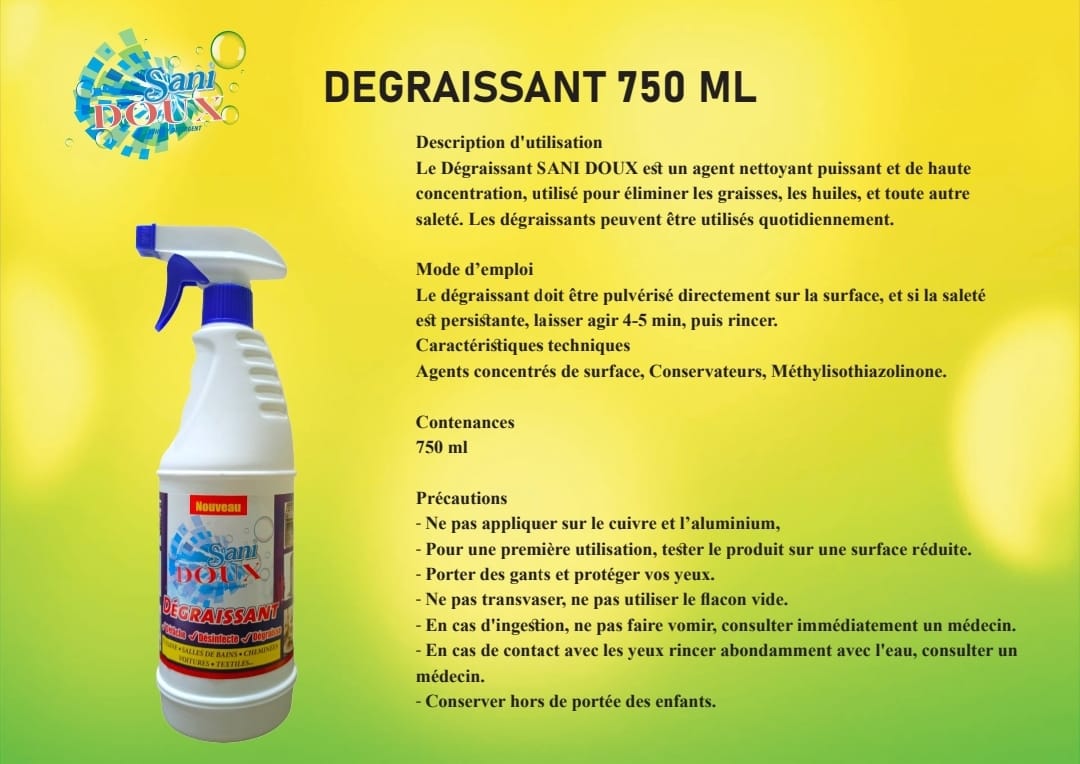 Sani
DOUX
DEGRAISSANT 750 ML
Description d'utilisation
Le Dégraissant SANI DOUX est un agent nettoyant puissant et de haute
concentration, utilisé pour éliminer les graisses, les huiles, et toute autre
saleté. Les dégraissants peuvent être utilisés quotidiennement.
Mode d’emploi
Le dégraissant doit être pulvérisé directement sur la surface, et si la saleté
est persistante, laisser agir 4-5 min, puis rincer.
Caractéristiques techniques
Agents concentrés de surface, Conservateurs, Méthylisothiazolinone.
Contenances
750 ml
Précautions
- Ne pas appliquer sur le cuivre et l’aluminium,
- Pour une première utilisation, tester le produit sur une surface réduite.
- Porter des gants et protéger vos yeux.
- Ne pas transvaser, ne pas utiliser le flacon vide.
- En cas d'ingestion, ne pas faire vomir, consulter immédiatement un médecin.
- En cas de contact avec les yeux rincer abondamment avec l'eau, consulter un
médecin.
- Conserver hors de portée des enfants.
Nouveau
Sani
DOUX
DÉGRAISSANT
✓Désinfecte ✓Dégraisse
• SALLES DE BAINS • CHEMINÉES
VOITURES • TEXTILES...